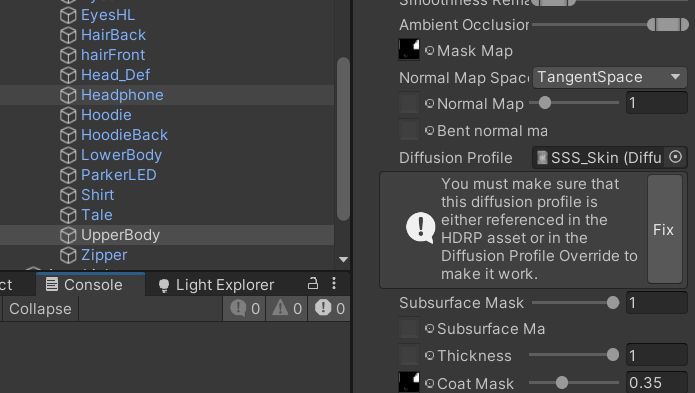 EyesHL
HairBack
hairFront
Head_Def
Headphone
Hoodie
HoodieBack
LowerBody
ParkerLED
Shirt
Tale
UpperBody
Zipper
ct
Console
Light Explorer
Collapse
0
0
0
Smoothness Rema
Ambient Occlusion
Mask Map
Normal Map Space
TangentSpace
Normal Map
1
Bent normal ma
Diffusion Profile
SSS_Skin (Diffu
You must make sure that
this diffusion profile is
either referenced in the
HDRP asset or in the
Diffusion Profile Override to
make it work.
Fix
Subsurface Mask
1
Subsurface Ma
Thickness
1
Coat Mask
0.35